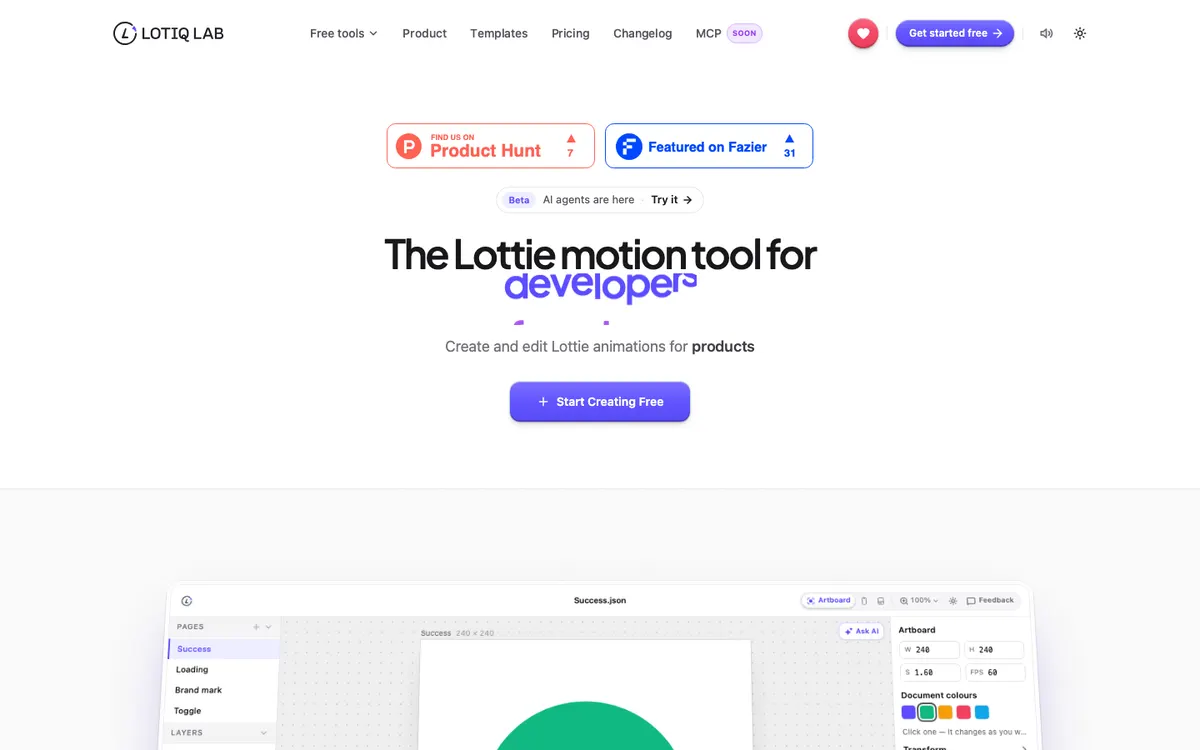 LOTIQ LAB
Free tools
Product
Templates
Pricing
Changelog
MCP SOON
Get started free →
FIND US ON
Product Hunt
7
Featured on Fazier
31
Beta AI agents are here · Try it →
The Lottie motion tool for
developers
Create and edit Lottie animations for products
+ Start Creating Free
Success.json
Artboard
100%
Feedback
PAGES
Success
Loading
Brand mark
Toggle
LAYERS
Success 240 × 240
Ask AI
Artboard
W 240
H 240
S 1.60
FPS 60
Document colours
Click one — it changes as you w...
Transform